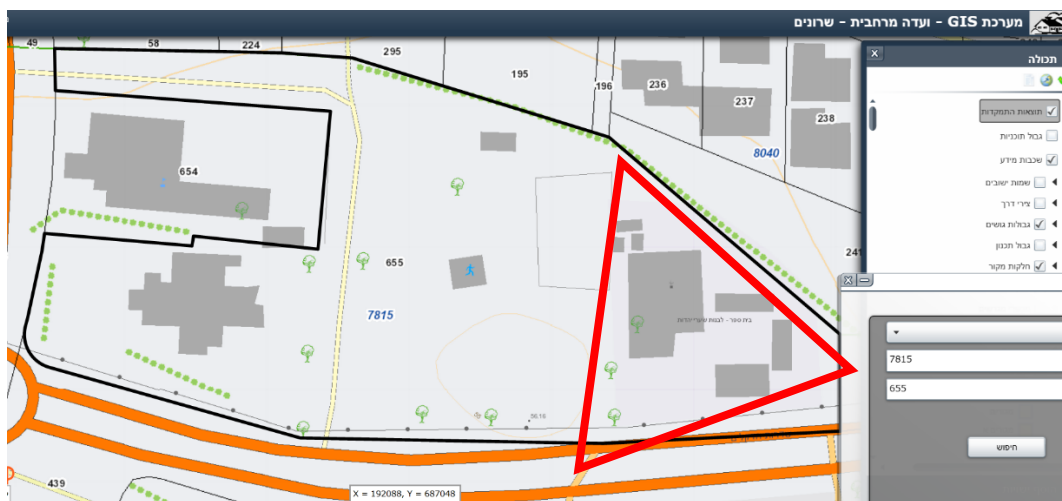 מערכת GIS - ועדה מרחבית - שרונים
תכולה
תוצאות התמקדות
גבול תוכניות
שכבות מידע
שמות ישובים
צירי דרך
גבולות גושים
גבול תכנון
חלקות מקור
7815
655
חיפוש
49
58
224
295
195
196
236
237
238
8040
654
655
7815
241
439
X = 192088, Y = 687048